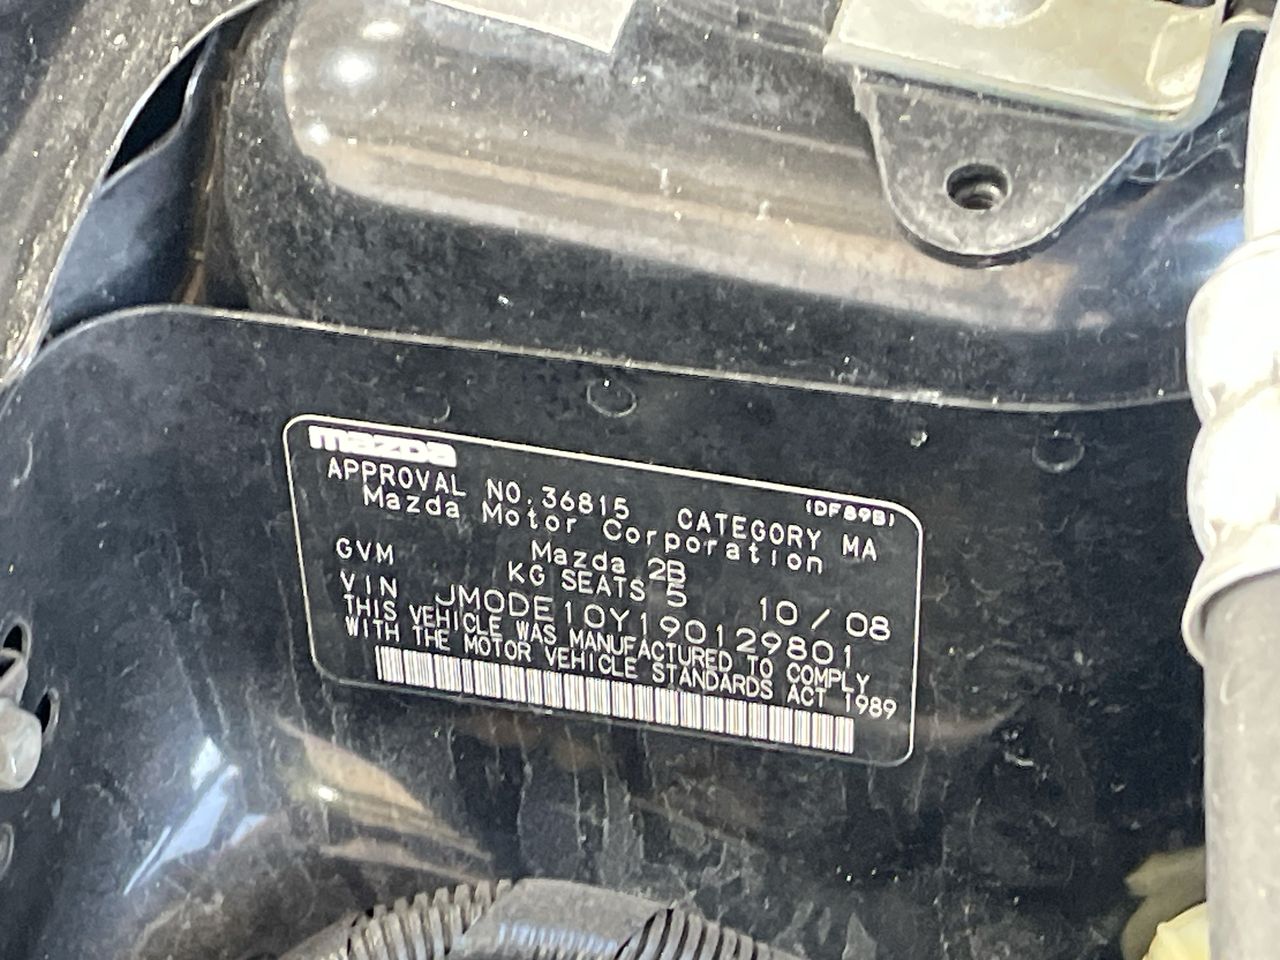 mazda
(DF89B)
APPROVAL NO.36815 CATEGORY MA
Mazda Motor Corporation
Mazda 2B
GVM KG SEATS 5 10/08
VIN JM0DE10Y190129801
THIS VEHICLE WAS MANUFACTURED TO COMPLY
WITH THE MOTOR VEHICLE STANDARDS ACT 1989